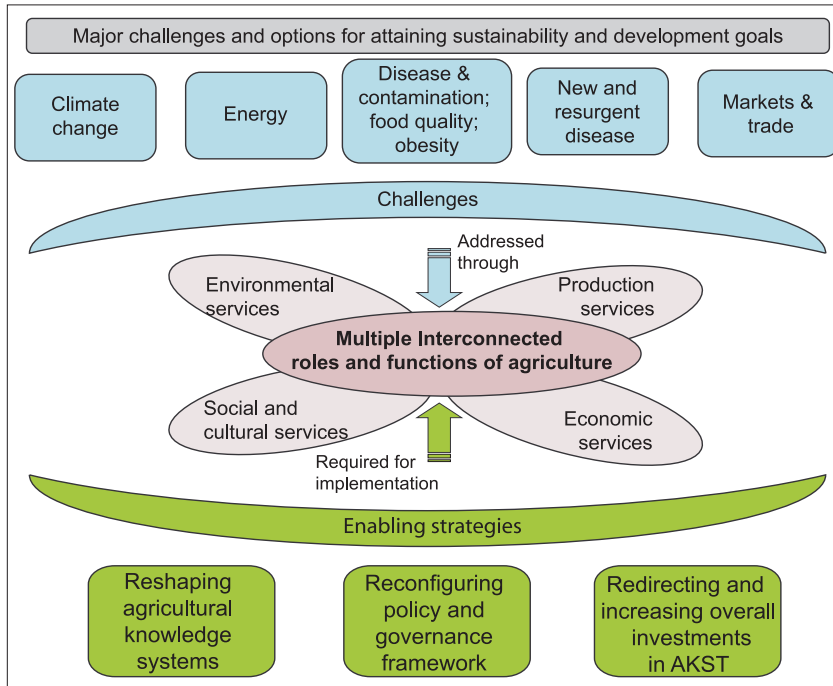 Major challenges and options for attaining sustainability and development goals
Climate
change
Energy
Disease &
contamination;
food quality;
obesity
New and
resurgent
disease
Markets &
trade
Challenges
Addressed
through
Environmental
services
Production
services
Multiple Interconnected
roles and functions of agriculture
Social and
cultural services
Economic
services
Required for
implementation
Enabling strategies
Reshaping
agricultural
knowledge
systems
Reconfiguring
policy and
governance
framework
Redirecting and
increasing overall
investments
in AKST